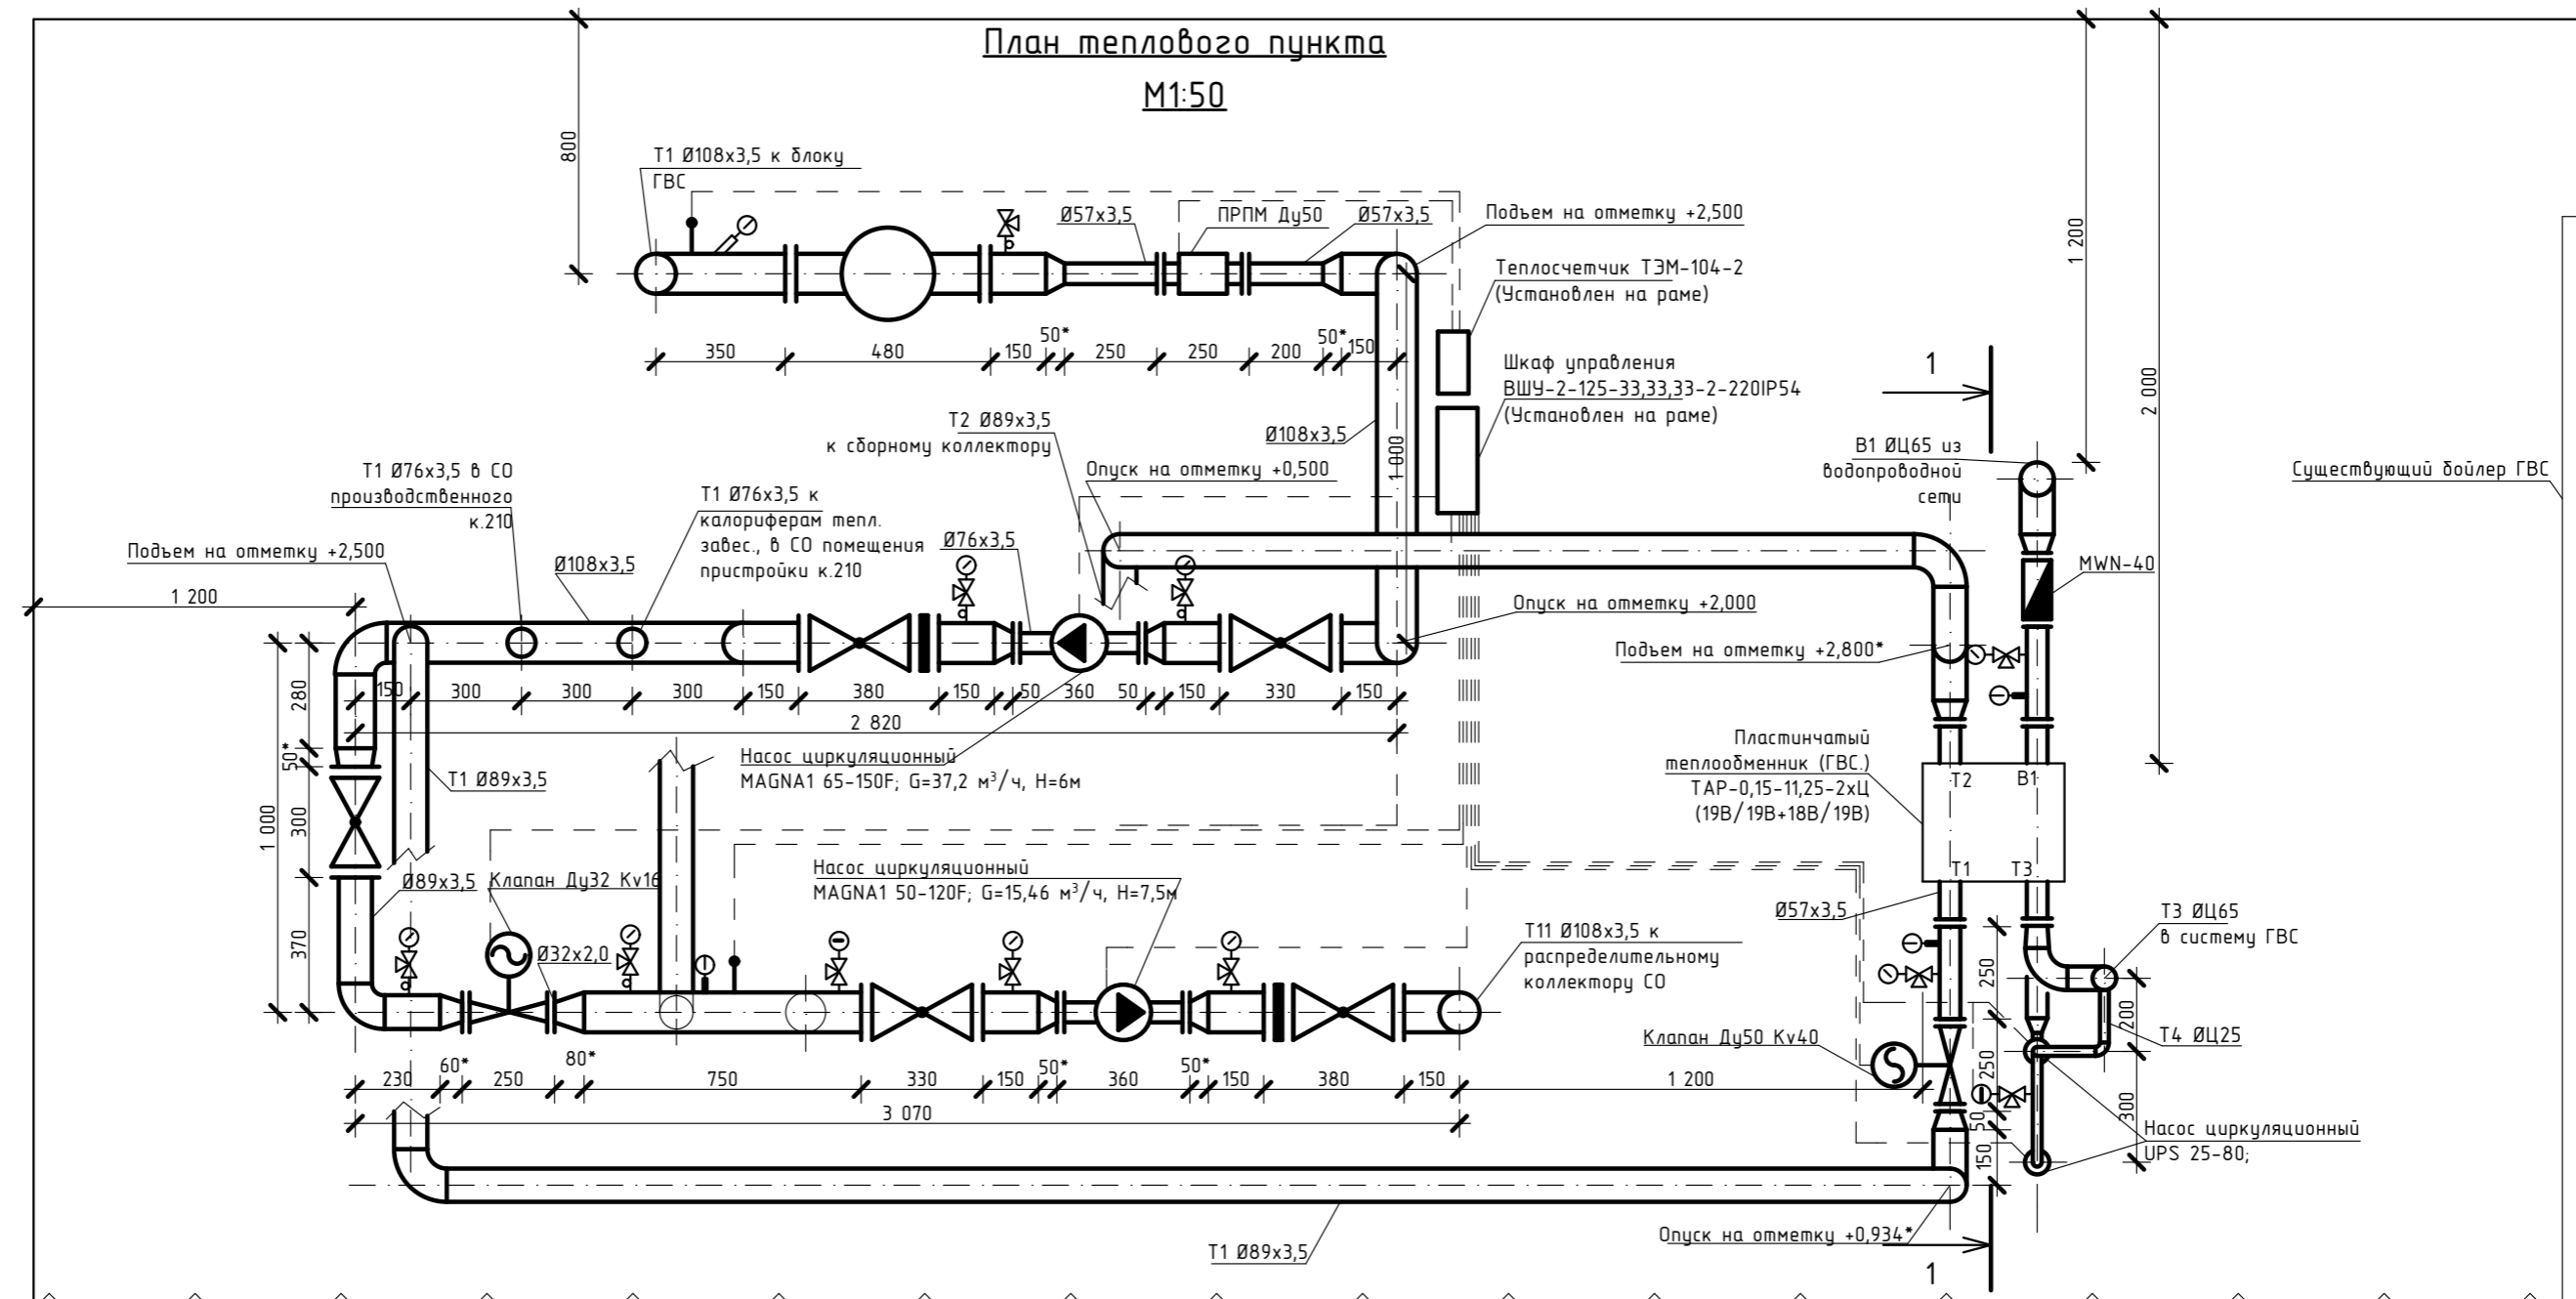 План теплового пункта
М1:50
800
Т1 Ø108х3,5 к блоку
ГВС
Ø57х3,5
ПРПМ Ду50
Ø57х3,5
Подъем на отметку +2,500
1 200
2 000
Теплосчетчик ТЭМ-104-2
(Установлен на раме)
350
480
150
50*
250
250
200
50*
150
Шкаф управления
ВШУ-2-125-33,33,33-2-220IP54
(Установлен на раме)
1
Т2 Ø89х3,5
к сборному коллектору
Ø108х3,5
1 000
Опуск на отметку +0,500
В1 ØЦ65 из
водопроводной
сети
Существующий бойлер ГВС
Т1 Ø76х3,5 в СО
производственного
к.210
Т1 Ø76х3,5 к
калориферам тепл.
завес., в СО помещения
пристройки к.210
Подъем на отметку +2,500
Ø108х3,5
Ø76х3,5
MWN-40
1 200
Опуск на отметку +2,000
Подъем на отметку +2,800*
280
150
300
300
300
150
380
150
50
360
50
150
330
150
2 820
50*
Насос циркуляционный
MAGNA1 65-150F; G=37,2 м³/ч, H=6м
Т1 Ø89х3,5
Пластинчатый
теплообменник (ГВС.)
ТАР-0,15-11,25-2хЦ
(19В/19В+18В/19В)
Т2
В1
Т1
Т3
1 000
300
370
Ø89х3,5
Клапан Ду32 Kv16
Насос циркуляционный
MAGNA1 50-120F; G=15,46 м³/ч, H=7,5м
Ø57х3,5
Т3 ØЦ65
в систему ГВС
Ø32х2,0
Т11 Ø108х3,5 к
распределительному
коллектору СО
250
200
Т4 ØЦ25
Клапан Ду50 Kv40
230
60*
250
80*
750
330
150
50*
360
50*
150
380
150
1 200
250
300
3 070
50
150
Насос циркуляционный
UPS 25-80;
Опуск на отметку +0,934*
Т1 Ø89х3,5
1